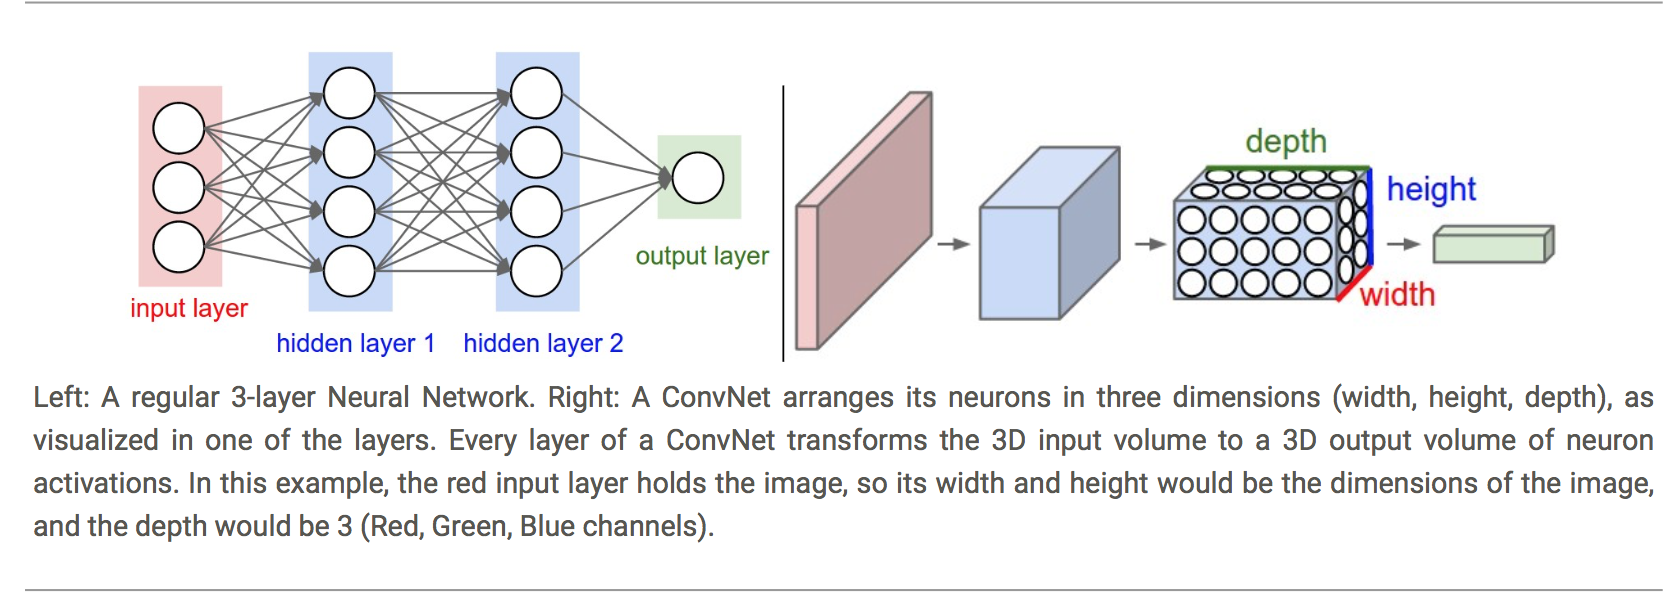 input layer
hidden layer 1
hidden layer 2
output layer
depth
height
width
Left: A regular 3-layer Neural Network. Right: A ConvNet arranges its neurons in three dimensions (width, height, depth), as
visualized in one of the layers. Every layer of a ConvNet transforms the 3D input volume to a 3D output volume of neuron
activations. In this example, the red input layer holds the image, so its width and height would be the dimensions of the image,
and the depth would be 3 (Red, Green, Blue channels).